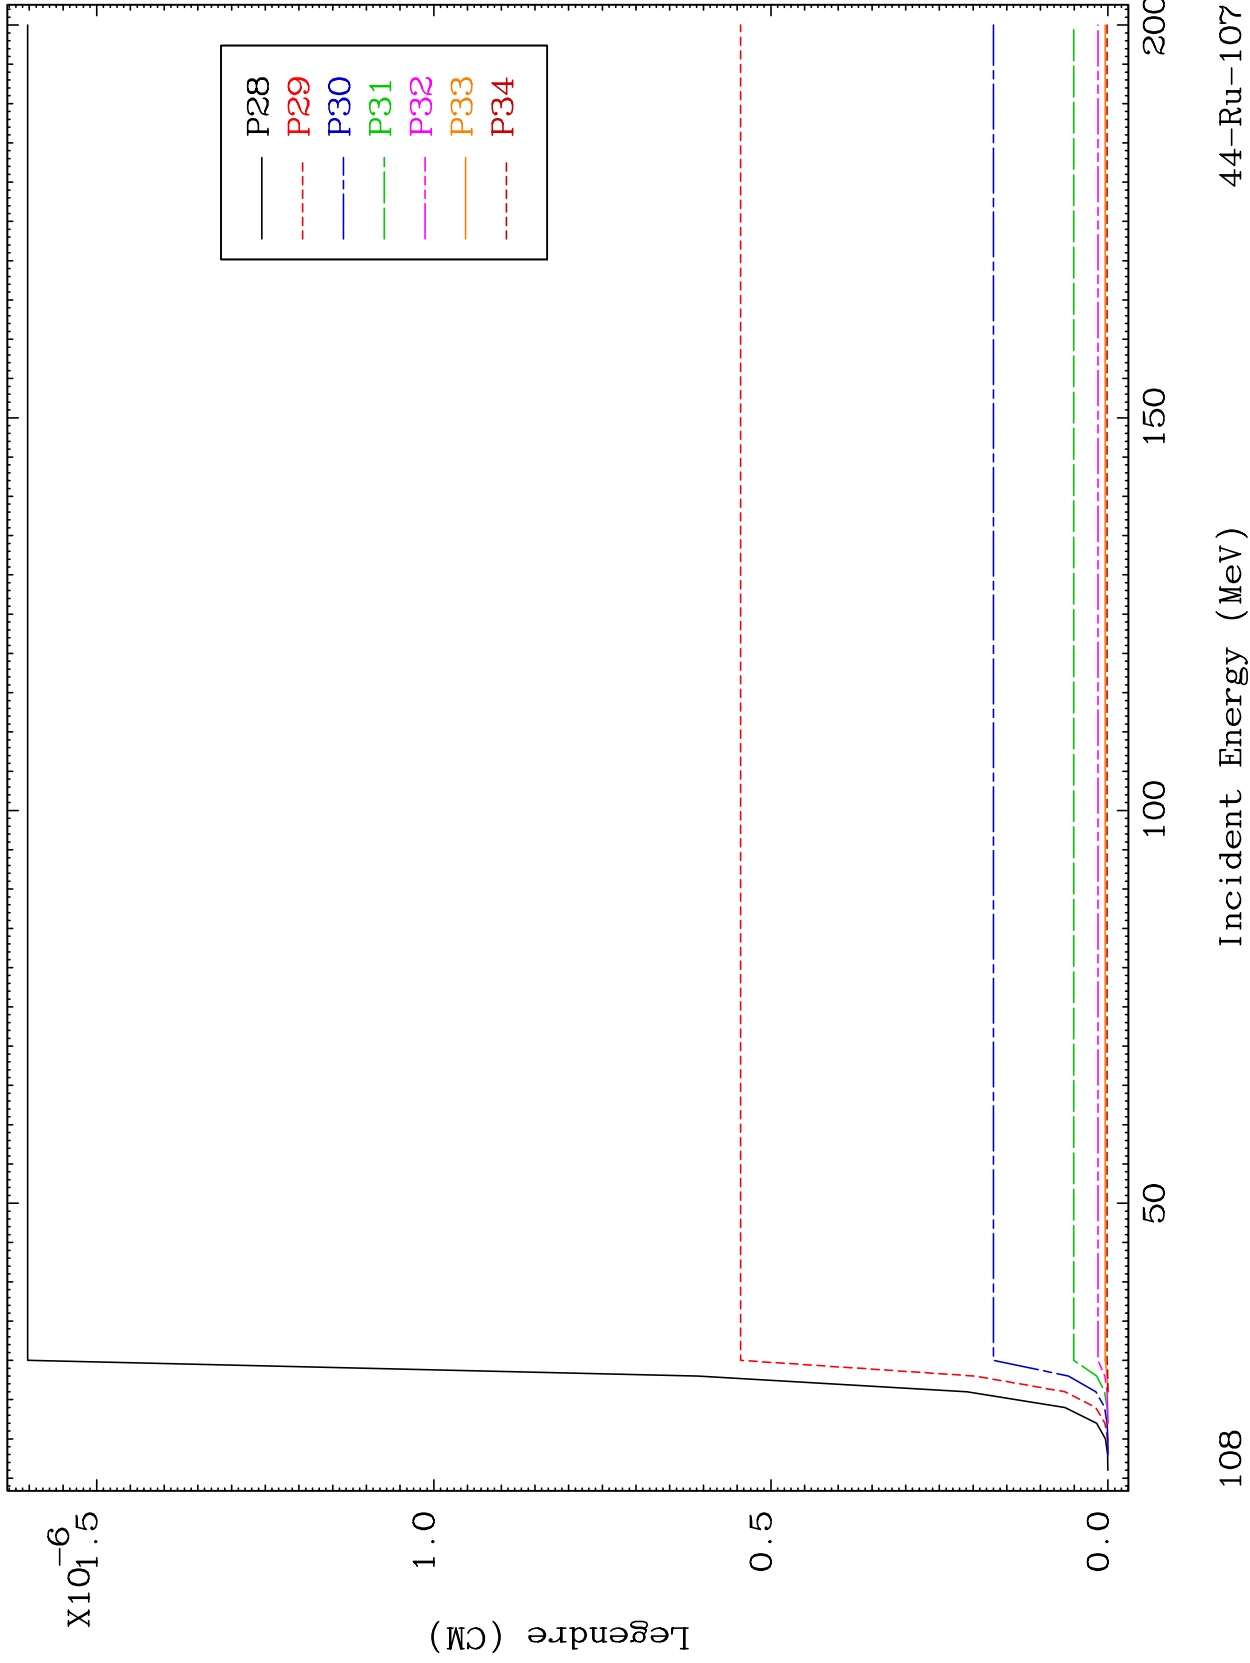 X10-6
1.5
1.0
0.5
0.0
Legendre (CM)
P28
P29
P30
P31
P32
P33
P34
50
100
150
200
Incident Energy (MeV)
108
44-Ru-107